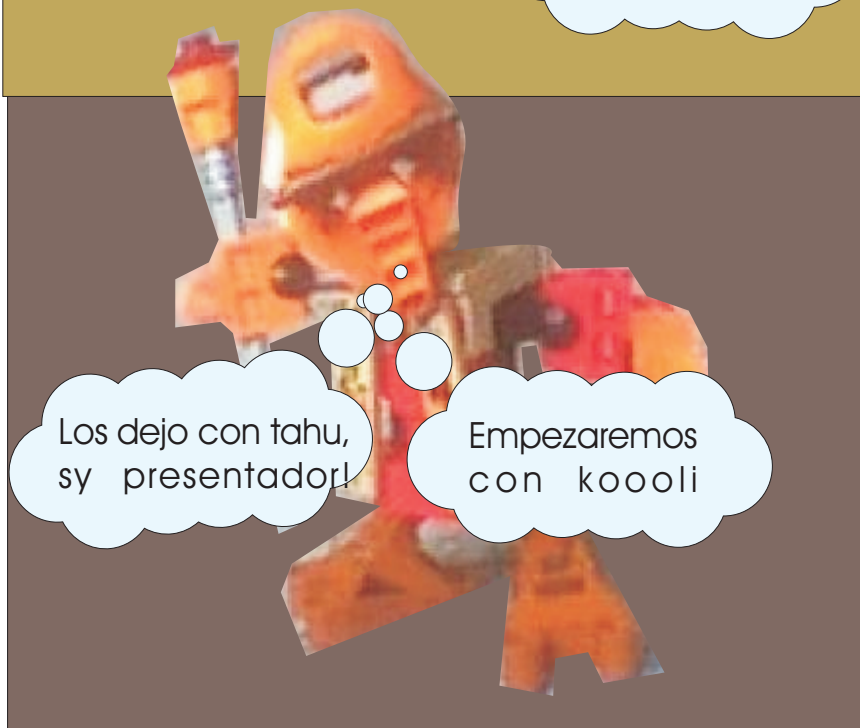 Los dejo con tahu,
sy presentador!
Empezaremos
con koooli